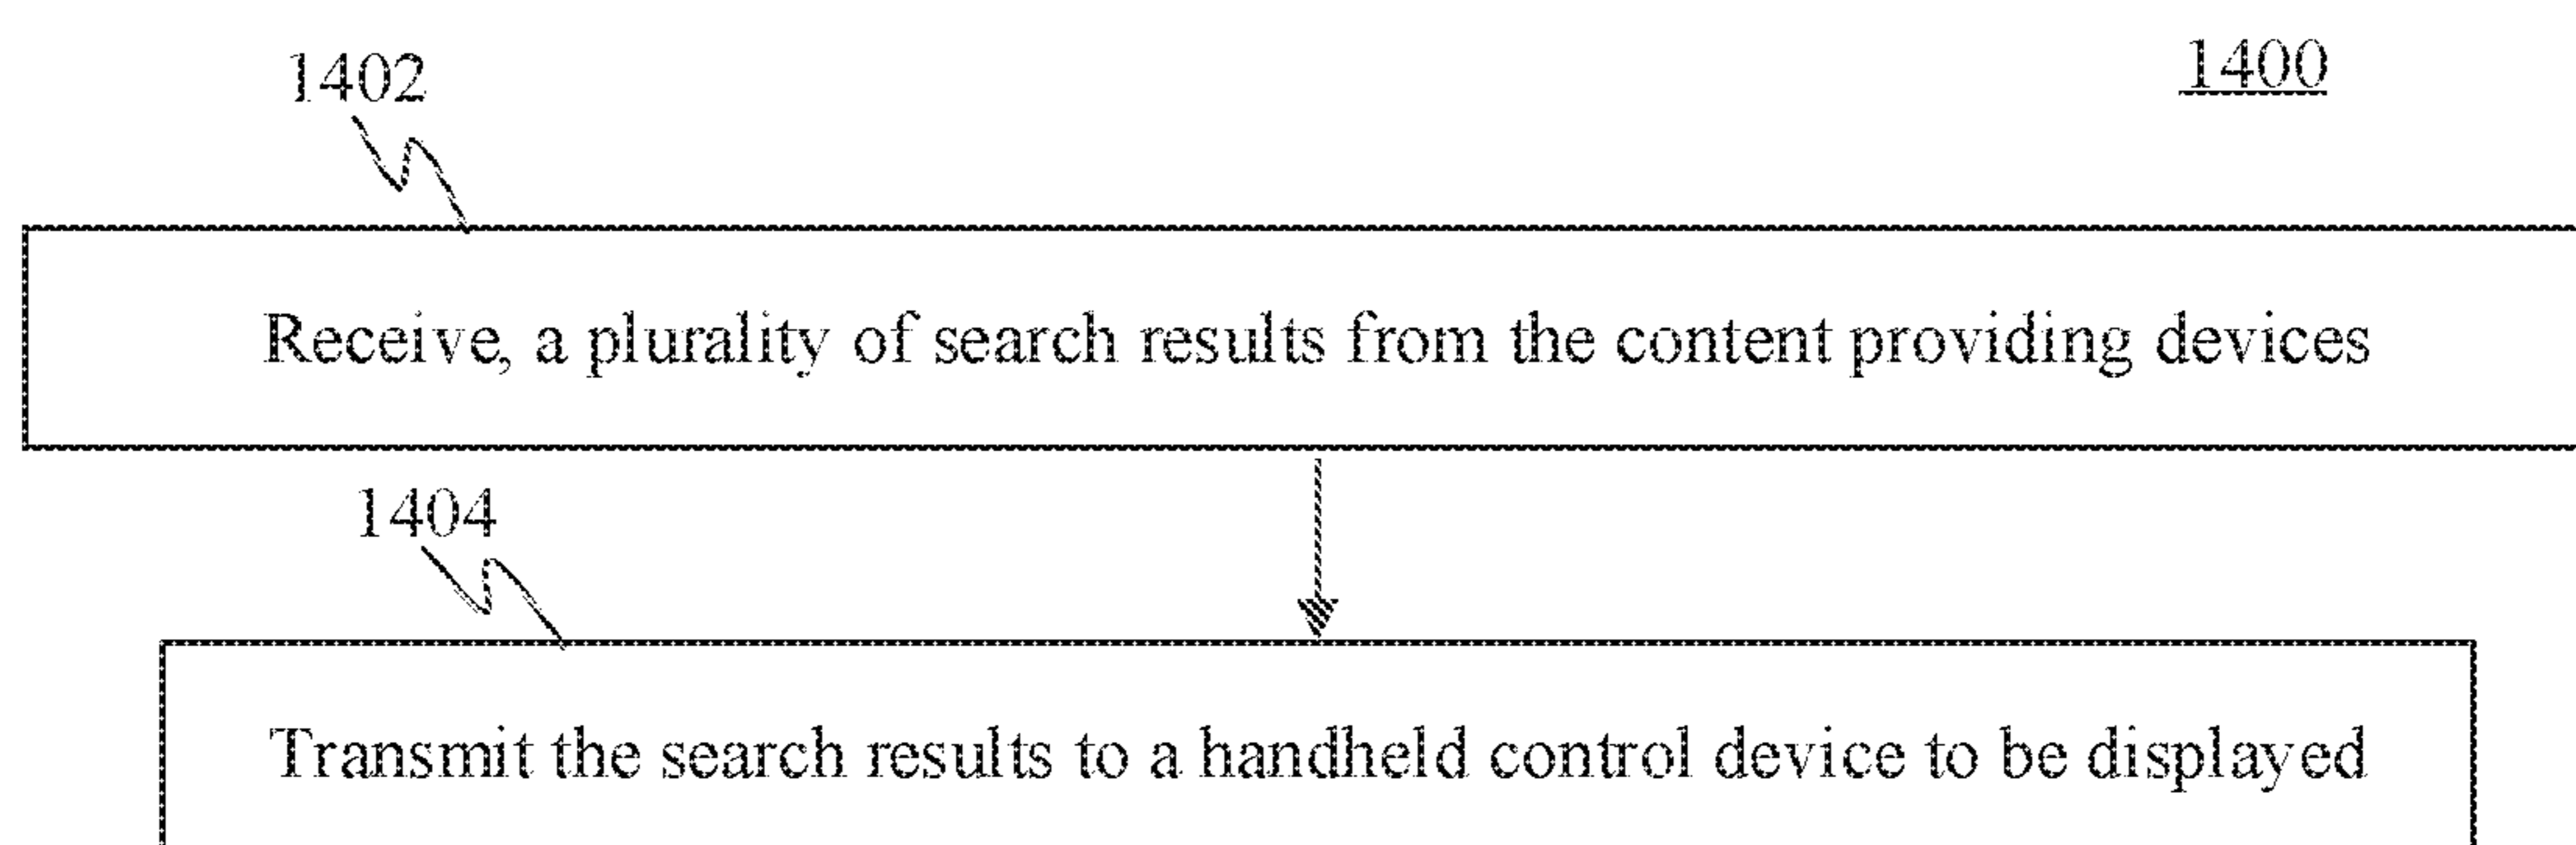 1402
1400
Receive, a plurality of search results from the content providing devices
1404
Transmit the search results to a handheld control device to be displayed